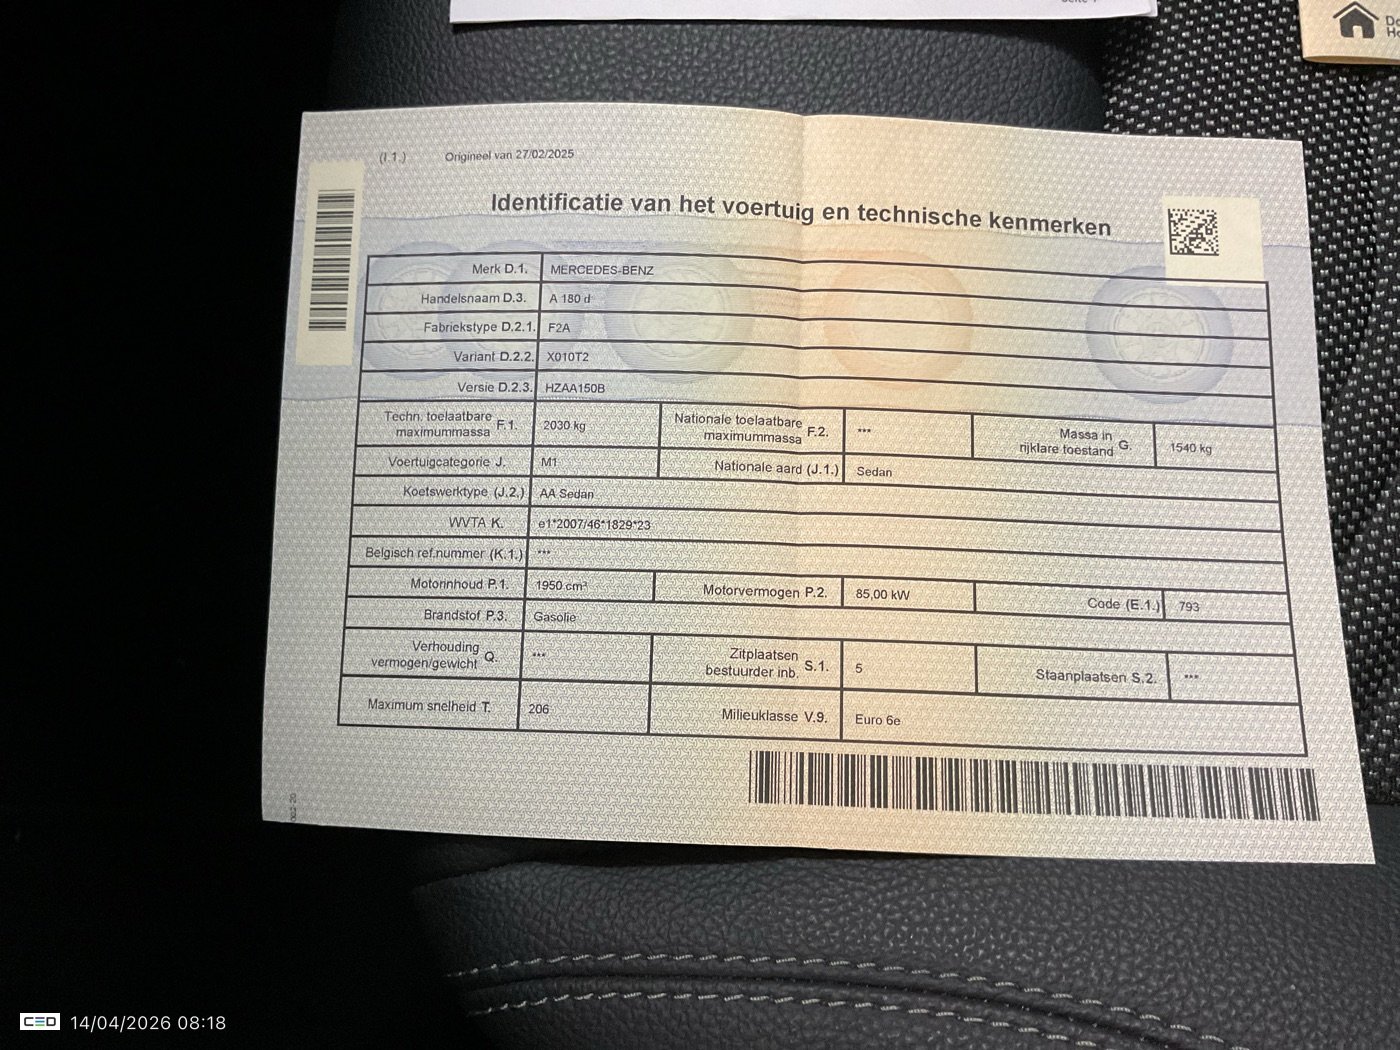 (I.1.) Origineel van 27/02/2025
Identificatie van het voertuig en technische kenmerken
Merk D.1. MERCEDES-BENZ
Handelsnaam D.3. A 180 d
Fabriekstype D.2.1. F2A
Variant D.2.2. X010T2
Versie D.2.3. HZAA150B
Techn. toelaatbare maximummassa F.1. 2030 kg Nationale toelaatbare maximummassa F.2. *** Massa in rijklare toestand G. 1540 kg
Voertuigcategorie J. M1 Nationale aard (J.1.) Sedan
Koetswerktype (J.2.) AA Sedan
WVTA K. e1*2007/46*1829*23
Belgisch ref.nummer (K.1.) ***
Motorinhoud P.1. 1950 cm³ Motorvermogen P.2. 85,00 kW Code (E.1.) 793
Brandstof P.3. Gasolie
Verhouding vermogen/gewicht Q. *** Zitplaatsen bestuurder inb. S.1. 5 Staanplaatsen S.2. ***
Maximum snelheid T. 206 Milieuklasse V.9. Euro 6e
CED 14/04/2026 08:18